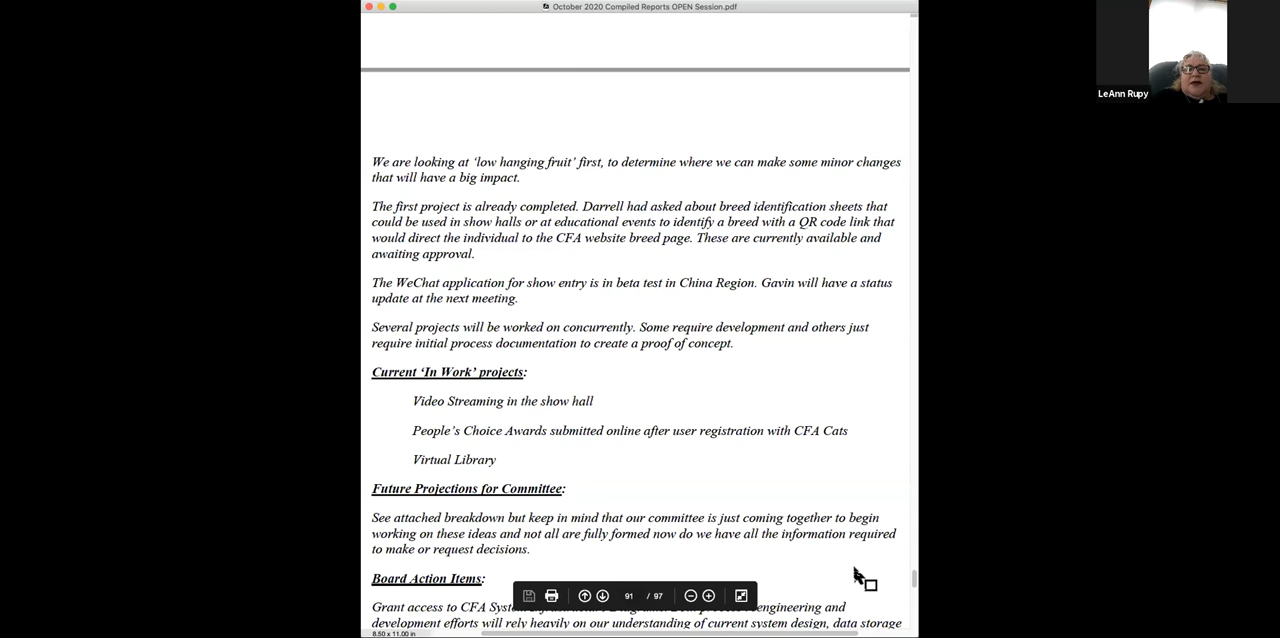 October 2020 Compiled Reports OPEN Session.pdf
LeAnn Rupy
We are looking at ‘low hanging fruit’ first, to determine where we can make some minor changes
that will have a big impact.
The first project is already completed. Darrell had asked about breed identification sheets that
could be used in show halls or at educational events to identify a breed with a QR code link that
would direct the individual to the CFA website breed page. These are currently available and
awaiting approval.
The WeChat application for show entry is in beta test in China Region. Gavin will have a status
update at the next meeting.
Several projects will be worked on concurrently. Some require development and others just
require initial process documentation to create a proof of concept.
Current ‘In Work’ projects:
Video Streaming in the show hall
People’s Choice Awards submitted online after user registration with CFA Cats
Virtual Library
Future Projections for Committee:
See attached breakdown but keep in mind that our committee is just coming together to begin
working on these ideas and not all are fully formed now do we have all the information required
to make or request decisions.
Board Action Items:
91 / 97
Grant access to CFA engineering and
development efforts will rely heavily on our understanding of current system design, data storage
8.50 x 11.00 in